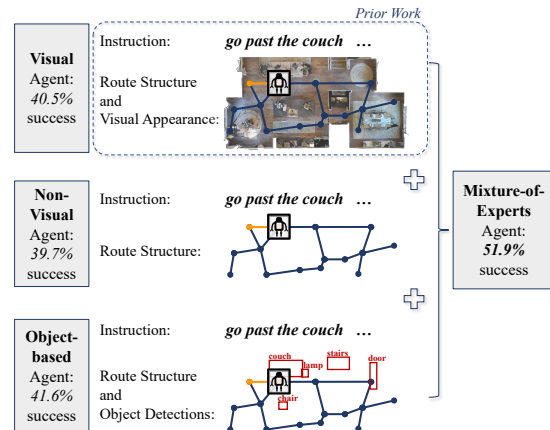 Prior Work
Visual
Agent:
40.5%
success
Instruction: go past the couch ...
Route Structure
and
Visual Appearance:
Non-
Visual
Agent:
39.7%
success
Instruction: go past the couch ...
Route Structure:
Object-
based
Agent:
41.6%
success
Instruction: go past the couch ...
Route Structure
and
Object Detections:
couch
lamp
stairs
door
chair
Mixture-of-
Experts
Agent:
51.9%
success